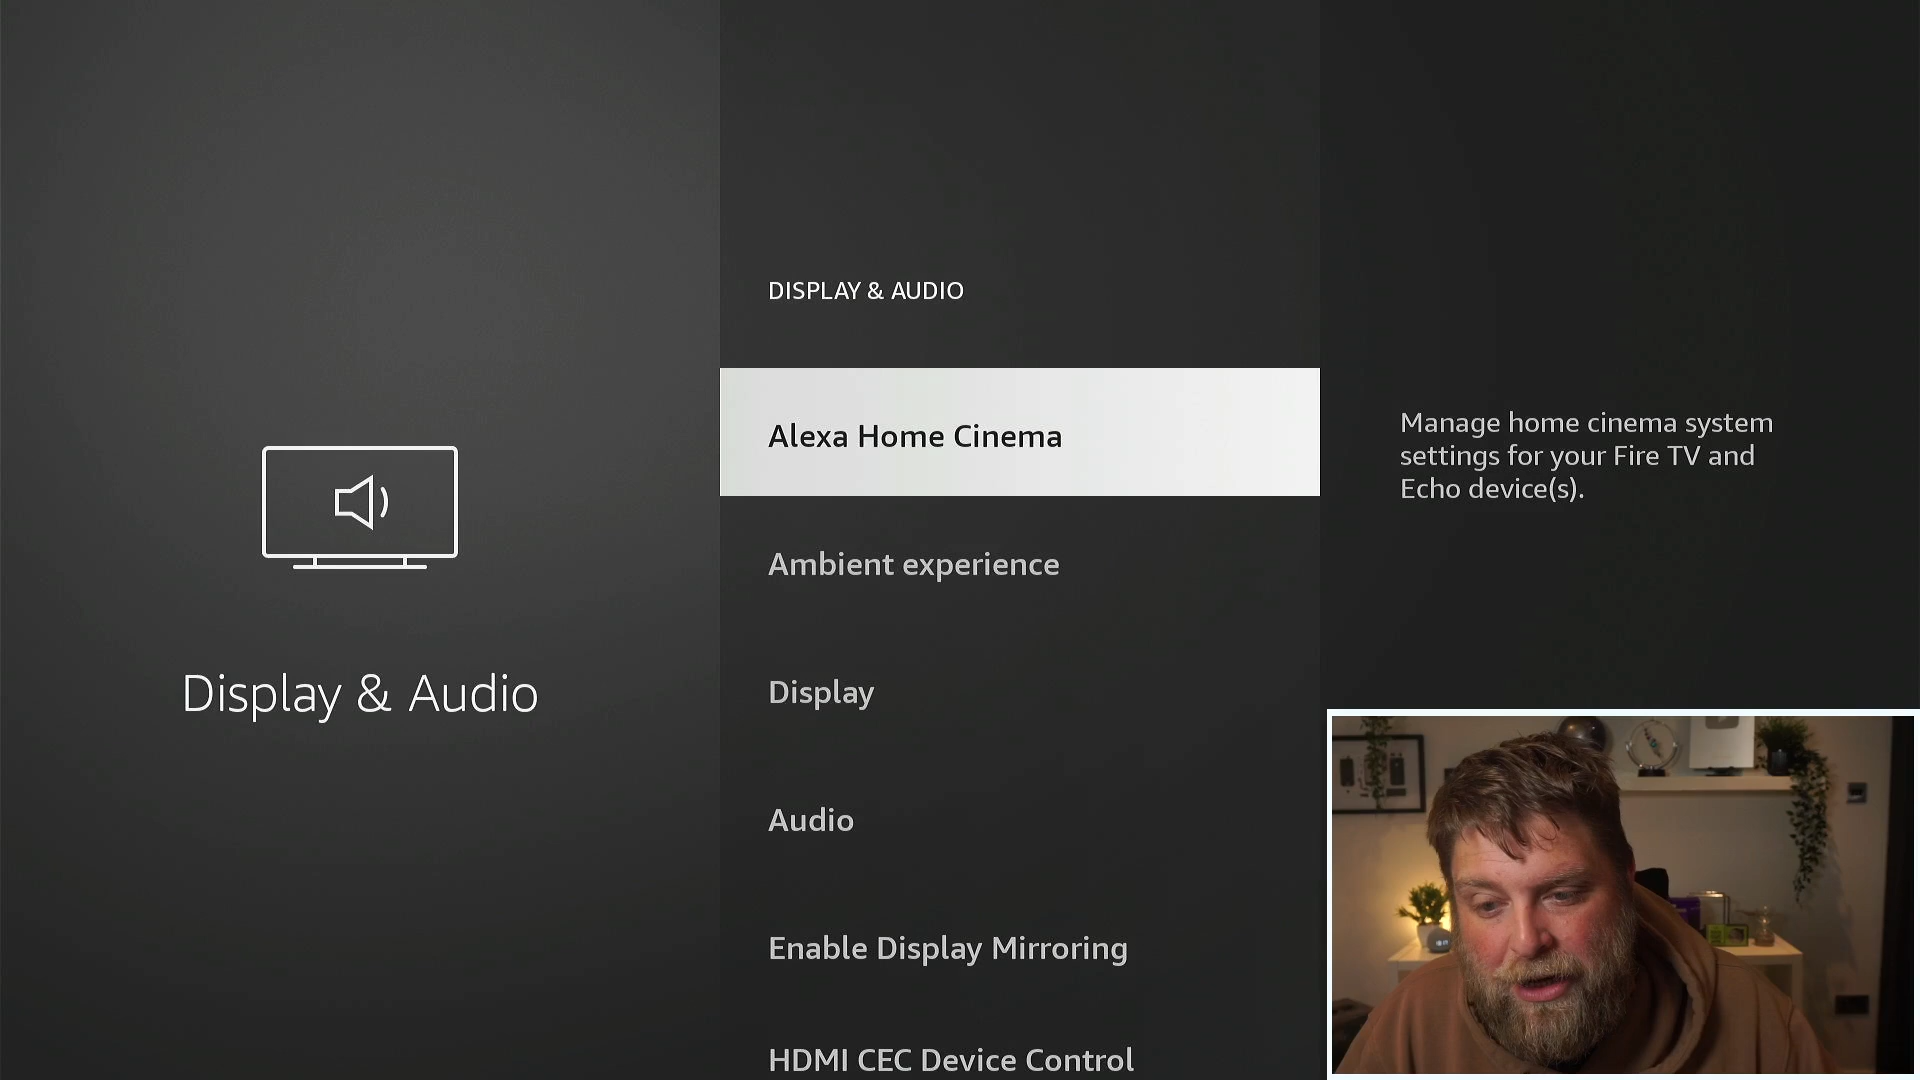 Display & Audio
DISPLAY & AUDIO
Alexa Home Cinema
Ambient experience
Display
Audio
Enable Display Mirroring
HDMI CEC Device Control
Manage home cinema system
settings for your Fire TV and
Echo device(s).